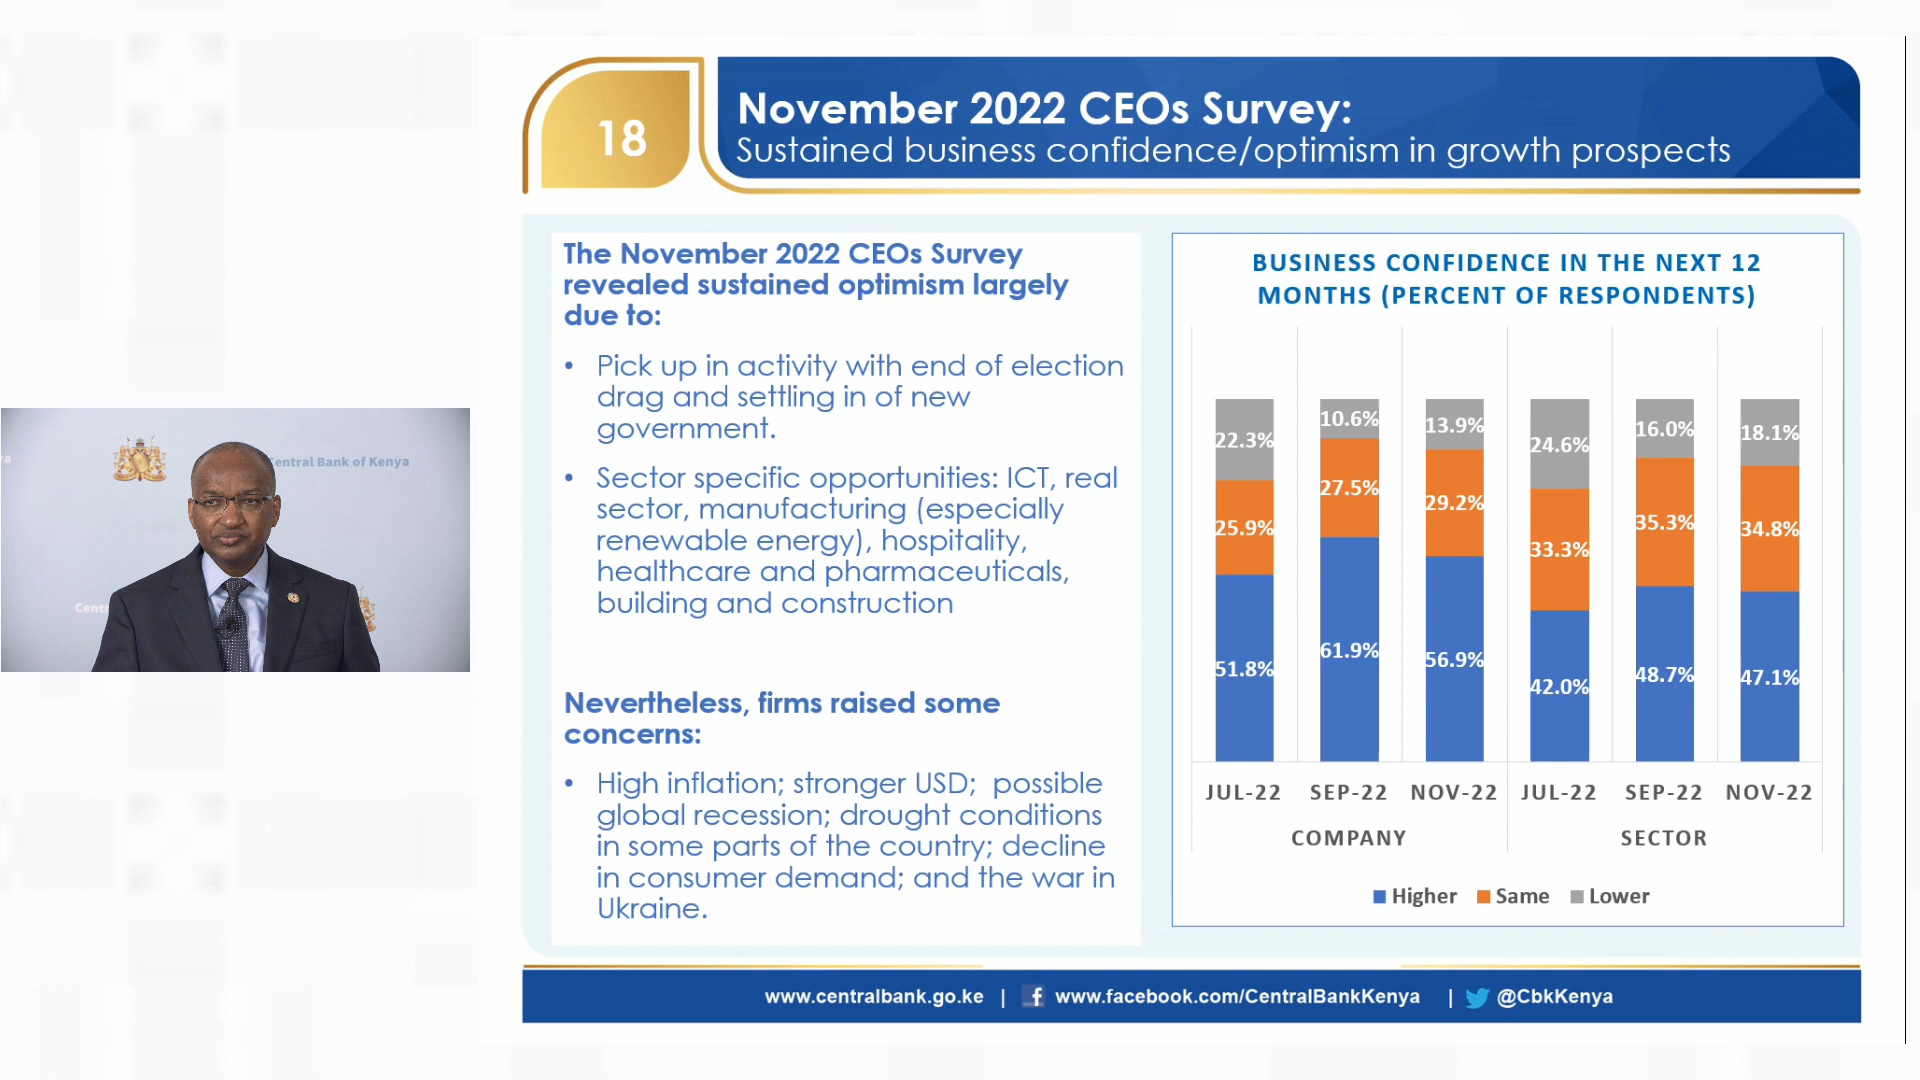 18
November 2022 CEOs Survey:
Sustained business confidence/optimism in growth prospects
The November 2022 CEOs Survey
revealed sustained optimism largely
due to:
• Pick up in activity with end of election
drag and settling in of new
government.
• Sector specific opportunities: ICT, real
sector, manufacturing (especially
renewable energy), hospitality,
healthcare and pharmaceuticals,
building and construction
Nevertheless, firms raised some
concerns:
• High inflation; stronger USD; possible
global recession; drought conditions
in some parts of the country; decline
in consumer demand; and the war in
Ukraine.
BUSINESS CONFIDENCE IN THE NEXT 12
MONTHS (PERCENT OF RESPONDENTS)
22.3% 10.6% 13.9% 24.6% 16.0% 18.1%
25.9% 27.5% 29.2% 33.3% 35.3% 34.8%
51.8% 61.9% 56.9% 42.0% 48.7% 47.1%
JUL-22 SEP-22 NOV-22 JUL-22 SEP-22 NOV-22
COMPANY SECTOR
Higher Same Lower
entral Bank of Kenya
Centr
www.centralbank.go.ke | www.facebook.com/CentralBankKenya | @CbkKenya